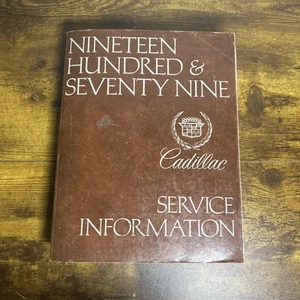 NINETEEN
HUNDRED &
SEVENTY NINE
Cadillac
SERVICE
INFORMATION